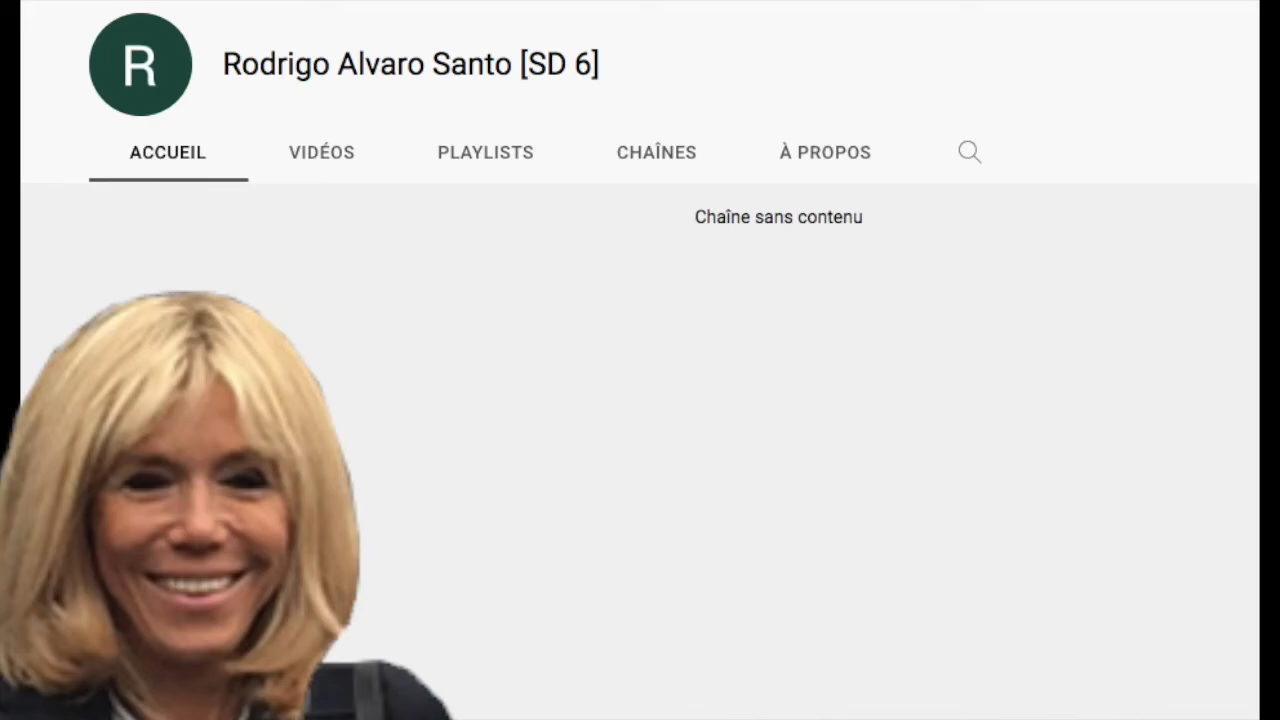 R
Rodrigo Alvaro Santo [SD 6]
ACCUEIL VIDÉOS PLAYLISTS CHAÎNES À PROPOS
Chaîne sans contenu